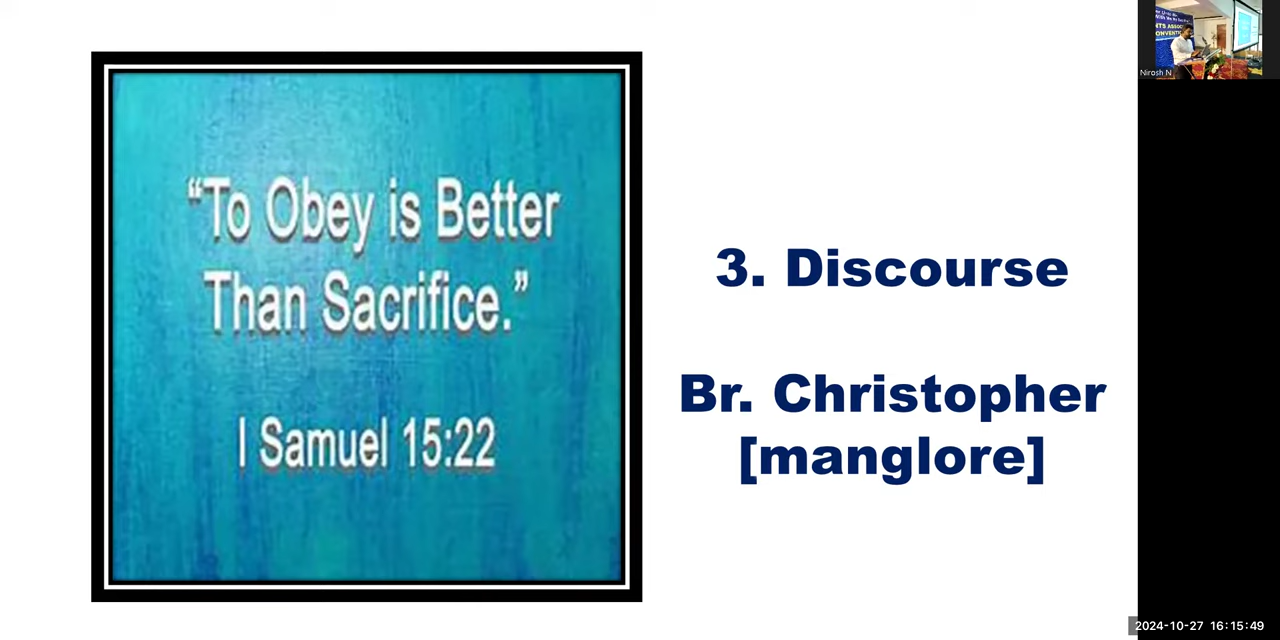 “To Obey is Better
Than Sacrifice.”
I Samuel 15:22
3. Discourse
Br. Christopher
[manglore]
Nirosh N
2024-10-27 16:15:49